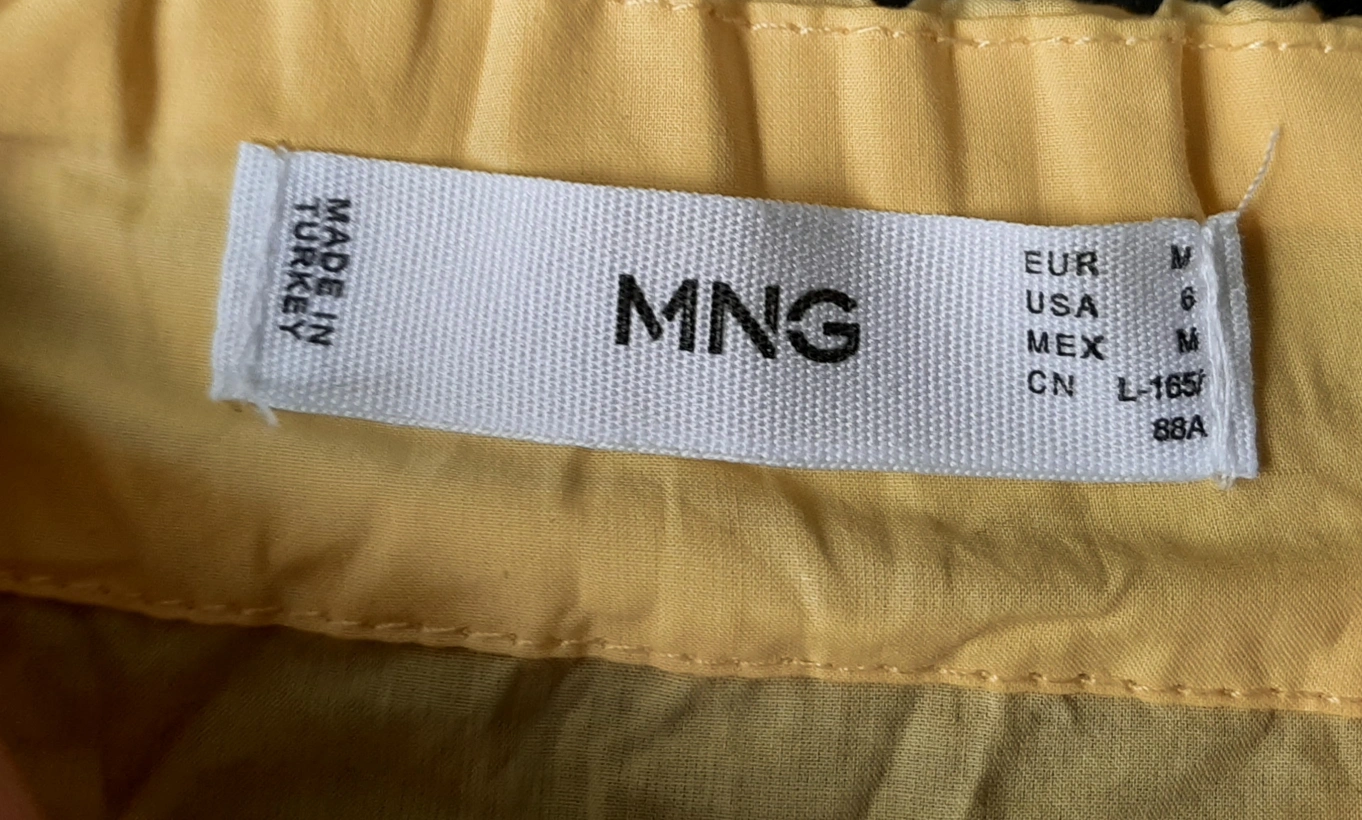 MADE IN
TURKEY
MNG
EUR M
USA 6
MEX M
CN L-165/
88A